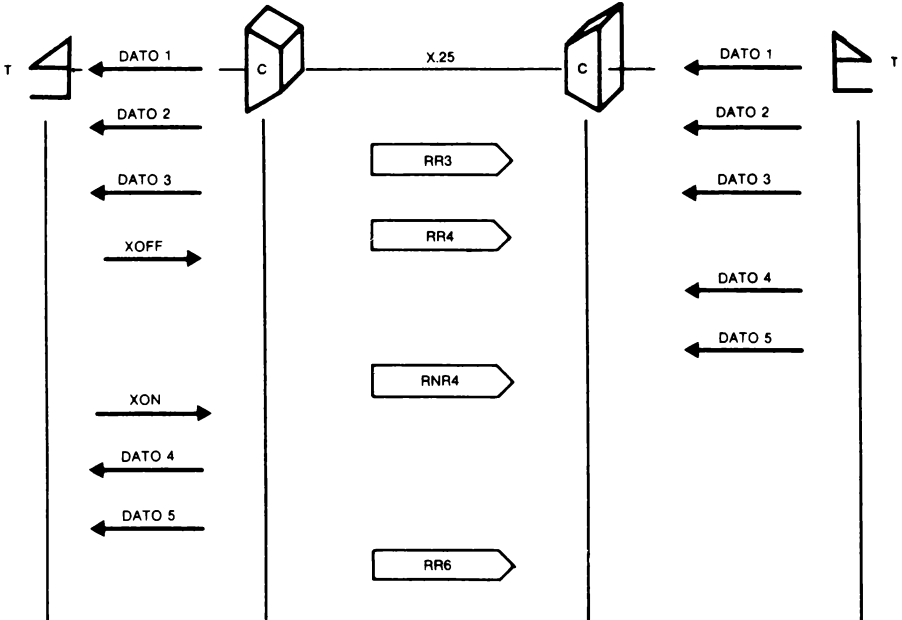 T
DATO 1
C
X.25
C
DATO 1
T
DATO 2
DATO 2
RR3
DATO 3
DATO 3
XOFF
RR4
DATO 4
DATO 5
RNR4
XON
DATO 4
DATO 5
RR6